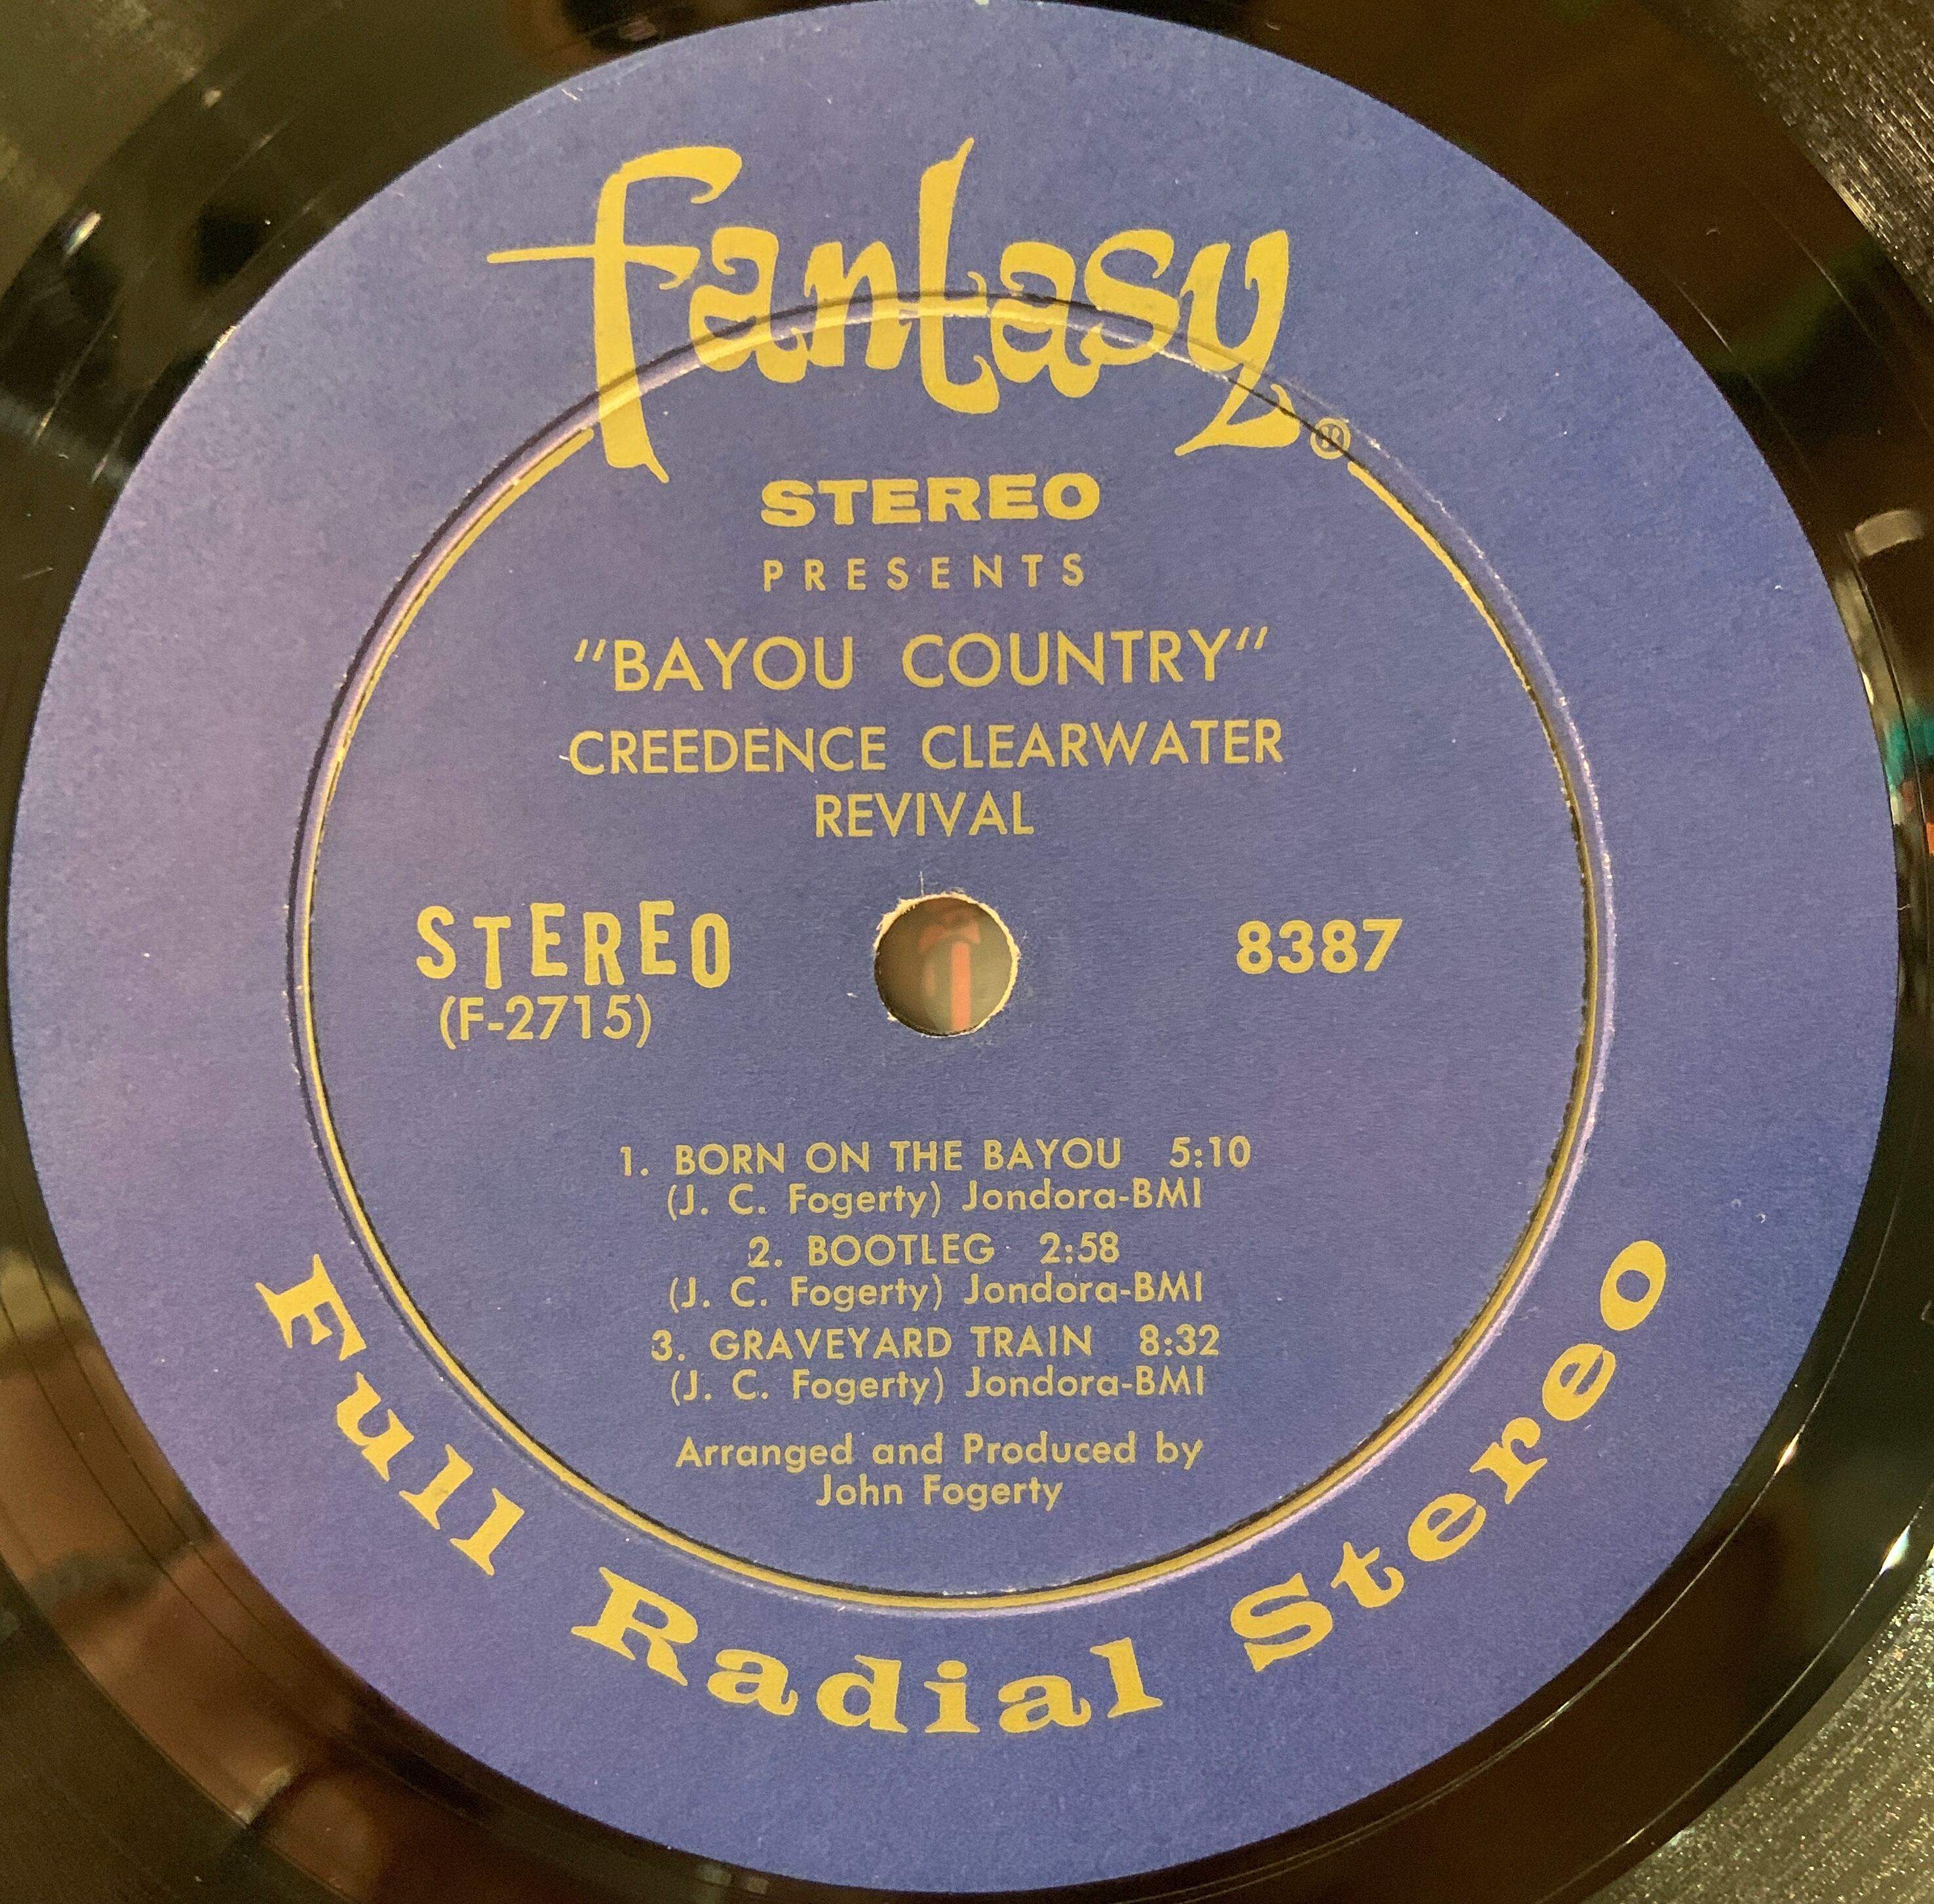 Fantasy®
STEREO
PRESENTS
"BAYOU COUNTRY"
CREEDENCE CLEARWATER
REVIVAL
STEREO 8387
(F-2715)
1. BORN ON THE BAYOU 5:10
(J. C. Fogerty) Jondora-BMI
2. BOOTLEG 2:58
(J. C. Fogerty) Jondora-BMI
3. GRAVEYARD TRAIN 8:32
(J. C. Fogerty) Jondora-BMI
Arranged and Produced by
John Fogerty
Full Radial Stereo